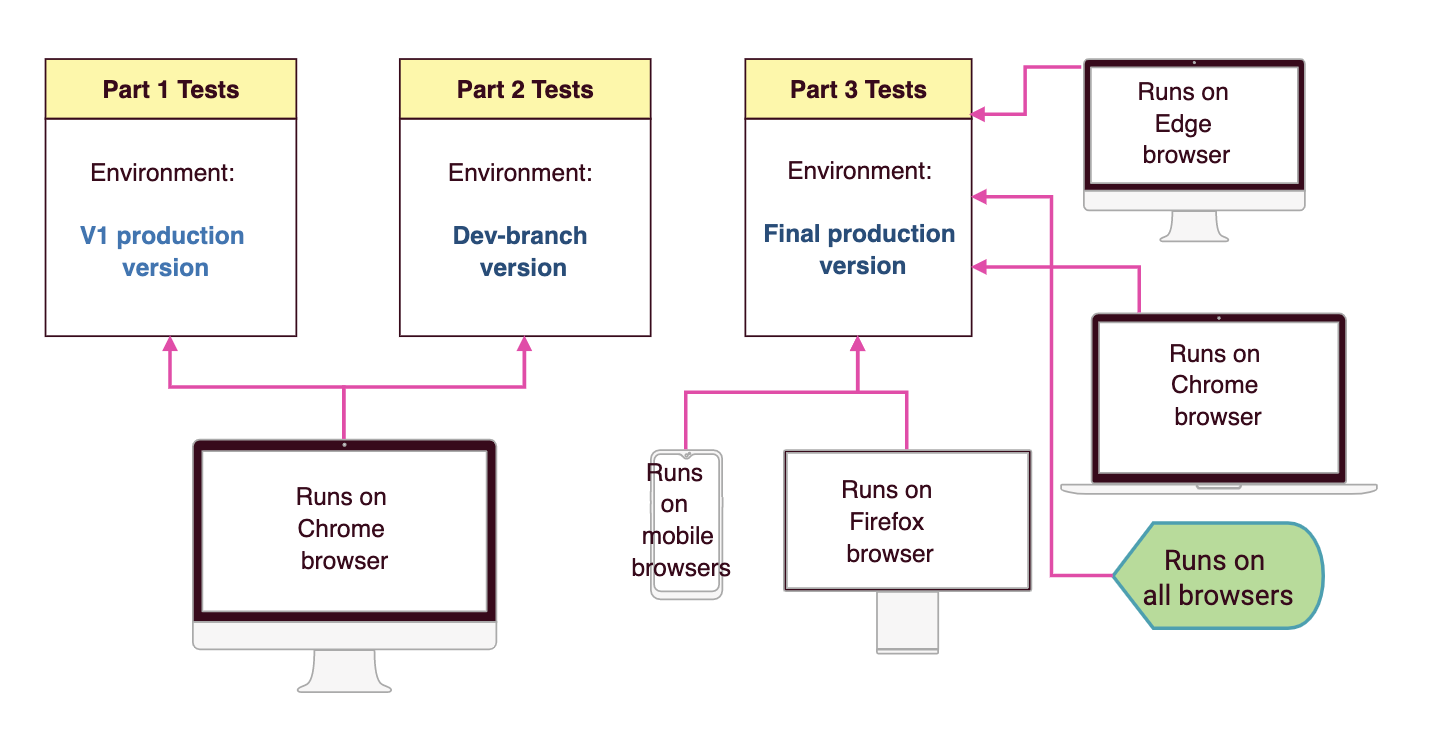 Part 1 Tests
Environment:
V1 production
version
Part 2 Tests
Environment:
Dev-branch
version
Part 3 Tests
Environment:
Final production
version
Runs on
Edge
browser
Runs on
Chrome
browser
Runs on
Chrome
browser
Runs
on
mobile
browsers
Runs on
Firefox
browser
Runs on
all browsers